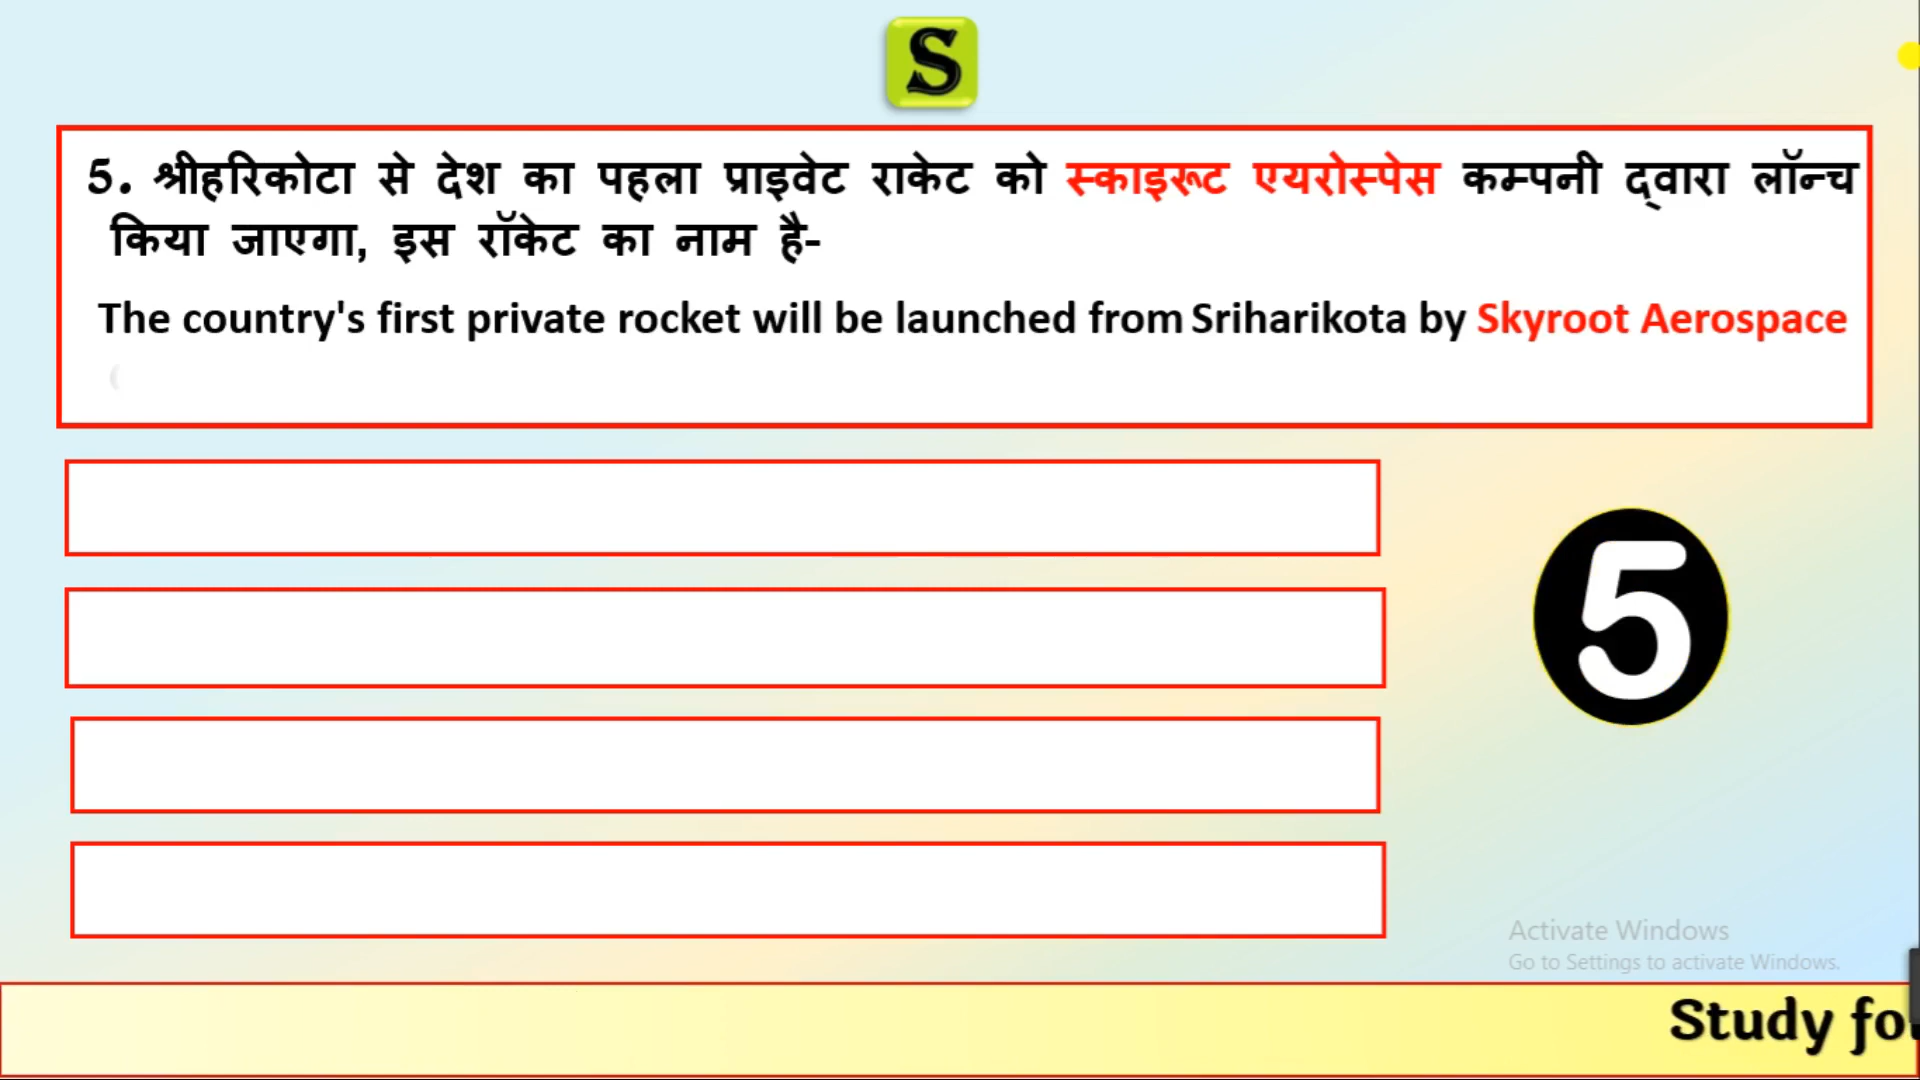 S
5. श्रीहरिकोटा से देश का पहला प्राइवेट राकेट को स्काइरूट एयरोस्पेस कम्पनी द्वारा लॉन्च
किया जाएगा, इस रॉकेट का नाम है-
The country's first private rocket will be launched from Sriharikota by Skyroot Aerospace
5
Activate Windows
Go to Settings to activate Windows.
Study fo